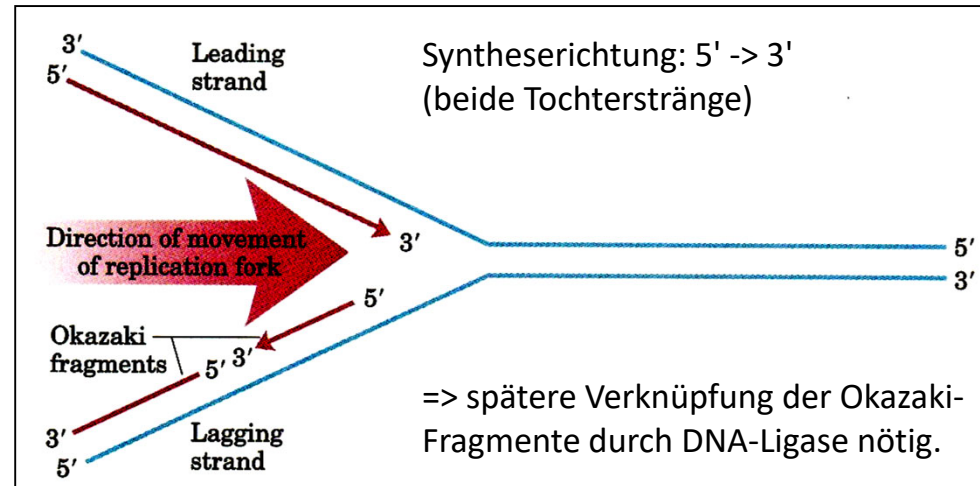 3′
5′
Leading
strand
Syntheserichtung: 5' -> 3'
(beide Tochterstränge)
Direction of movement
of replication fork
3′
5′
3′
5′
Okazaki
fragments
3′
5′
3′
5′
Lagging
strand
=> spätere Verknüpfung der Okazaki-
Fragmente durch DNA-Ligase nötig.